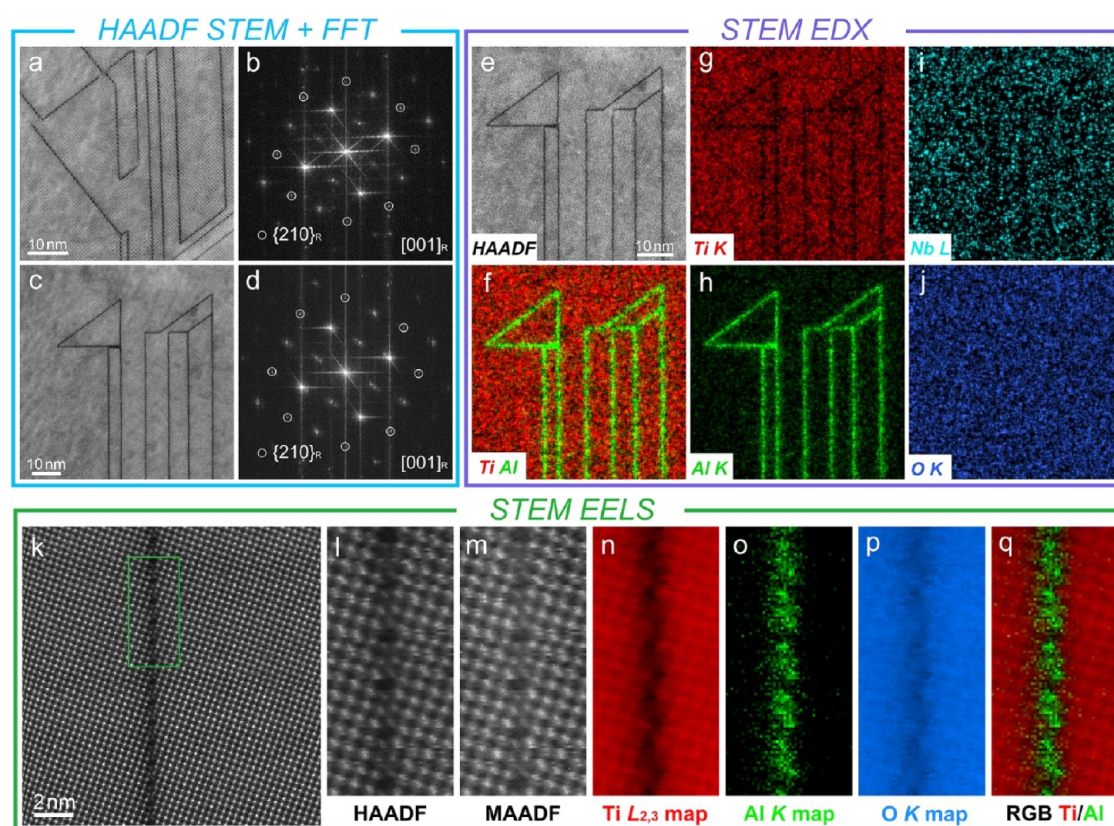 HAADF STEM + FFT
STEM EDX
a
10 nm
b
{210}R
[001]R
c
10 nm
d
{210}R
[001]R
e
HAADF
10 nm
g
Ti K
i
Nb L
f
Ti Al
h
Al K
j
O K
STEM EELS
k
2 nm
l
HAADF
m
MAADF
n
Ti L2,3 map
o
Al K map
p
O K map
q
RGB Ti/Al